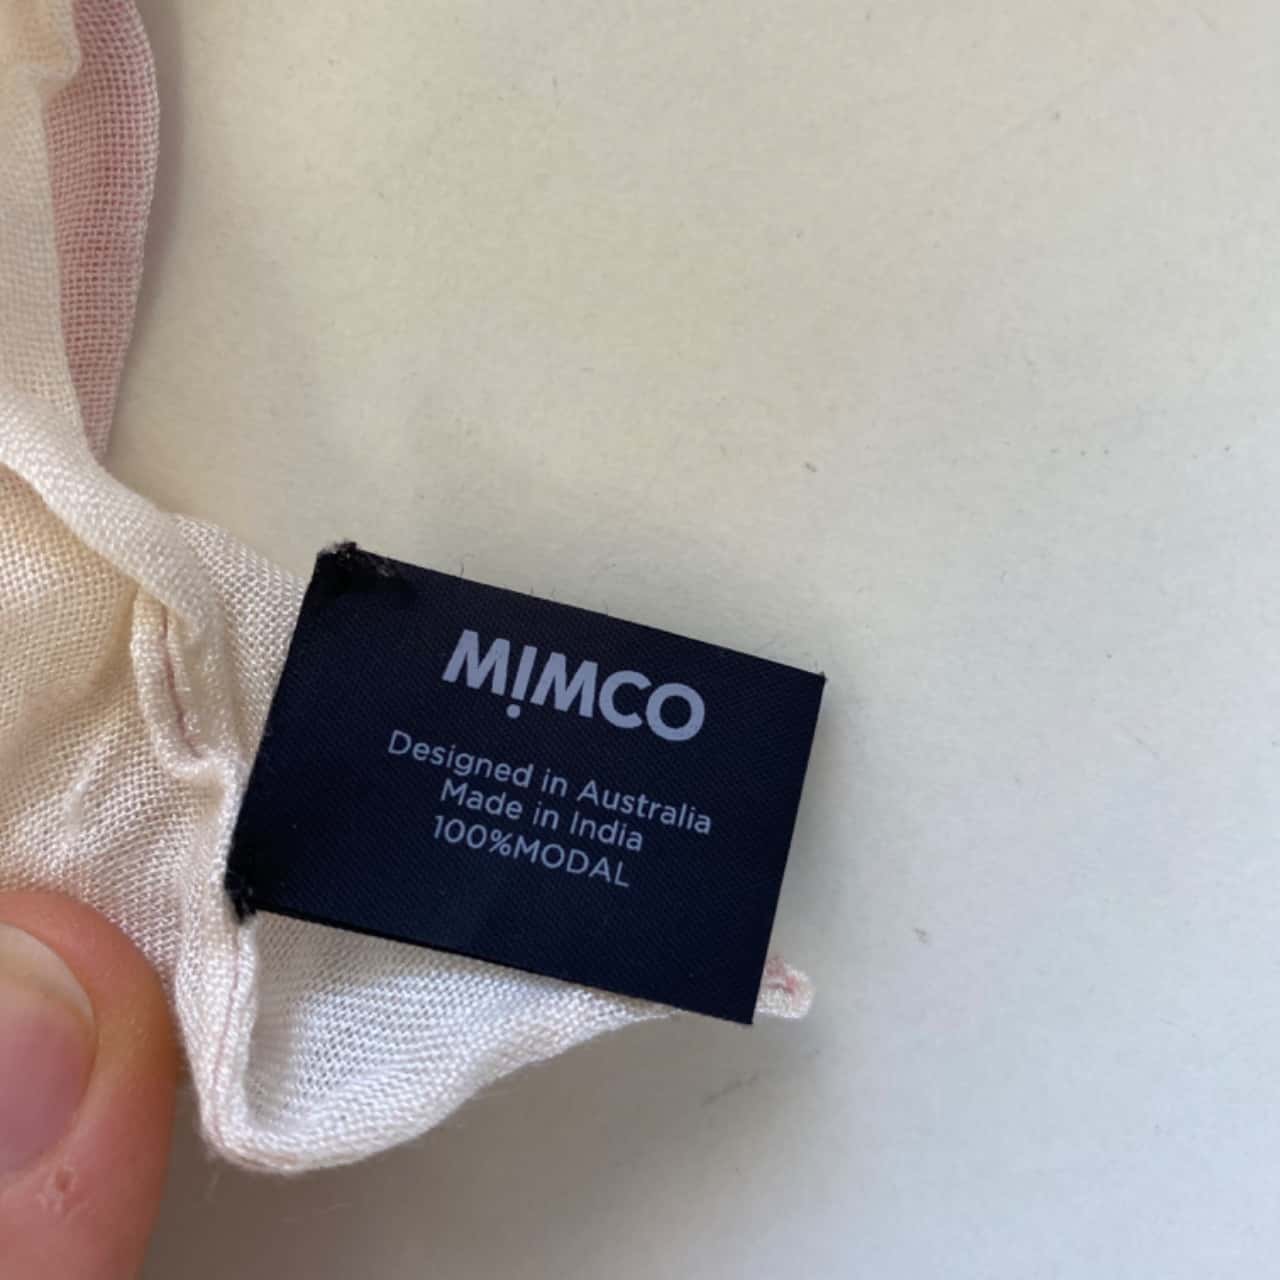 MIMCO
Designed in Australia
Made in India
100%MODAL